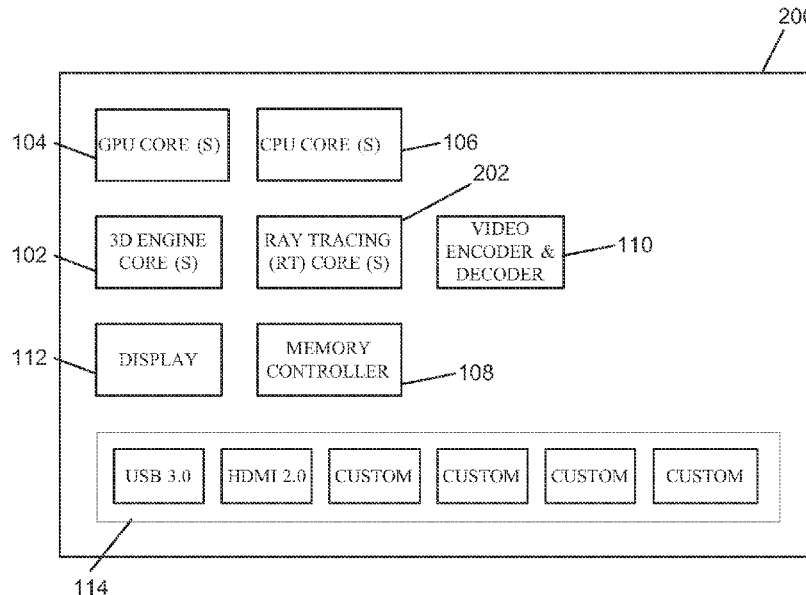 200
104
GPU CORE (S)
CPU CORE (S)
106
202
102
3D ENGINE
CORE (S)
RAY TRACING
(RT) CORE (S)
VIDEO
ENCODER &
DECODER
110
112
DISPLAY
MEMORY
CONTROLLER
108
USB 3.0
HDMI 2.0
CUSTOM
CUSTOM
CUSTOM
CUSTOM
114